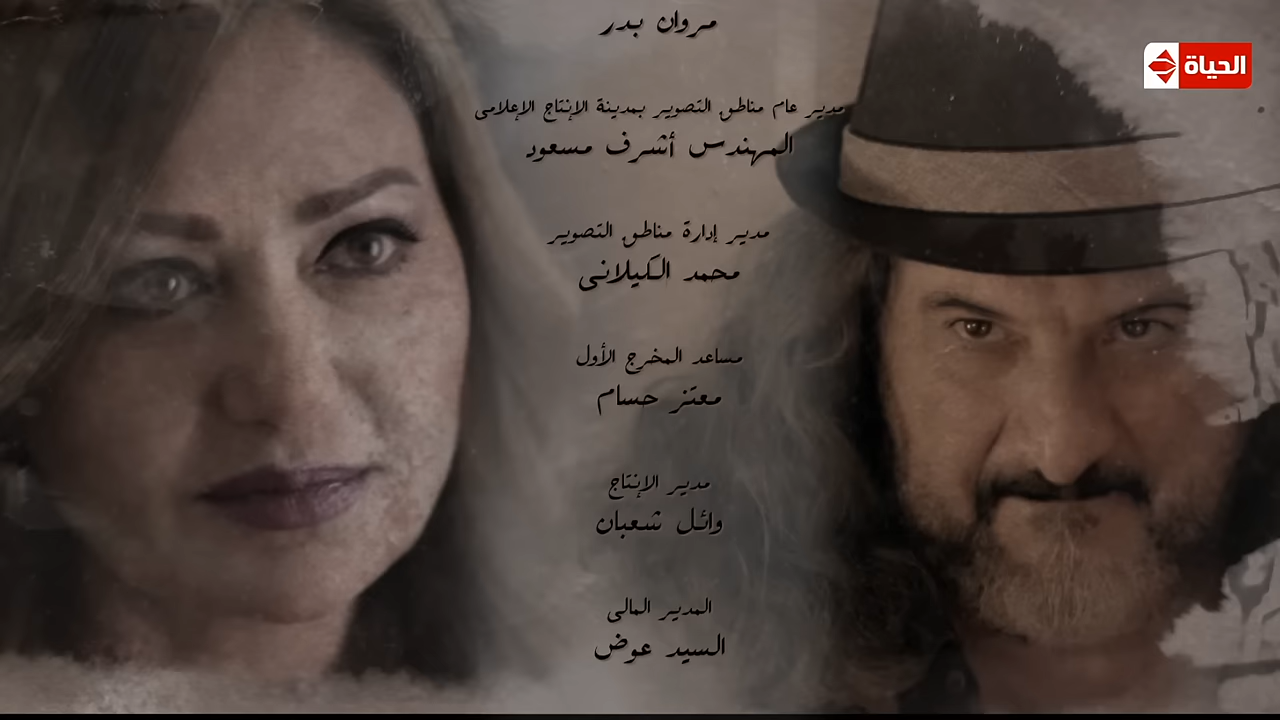 مروان بدر
الحياة
مدير عام مناطق التصوير بمدينة الإنتاج الإعلامى
المهندس أشرف مسعود
مدير إدارة مناطق التصوير
محمد الكيلانى
مساعد المخرج الأول
معتز حسام
مدير الإنتاج
وائل شعبان
المدير المالى
السيد عوض